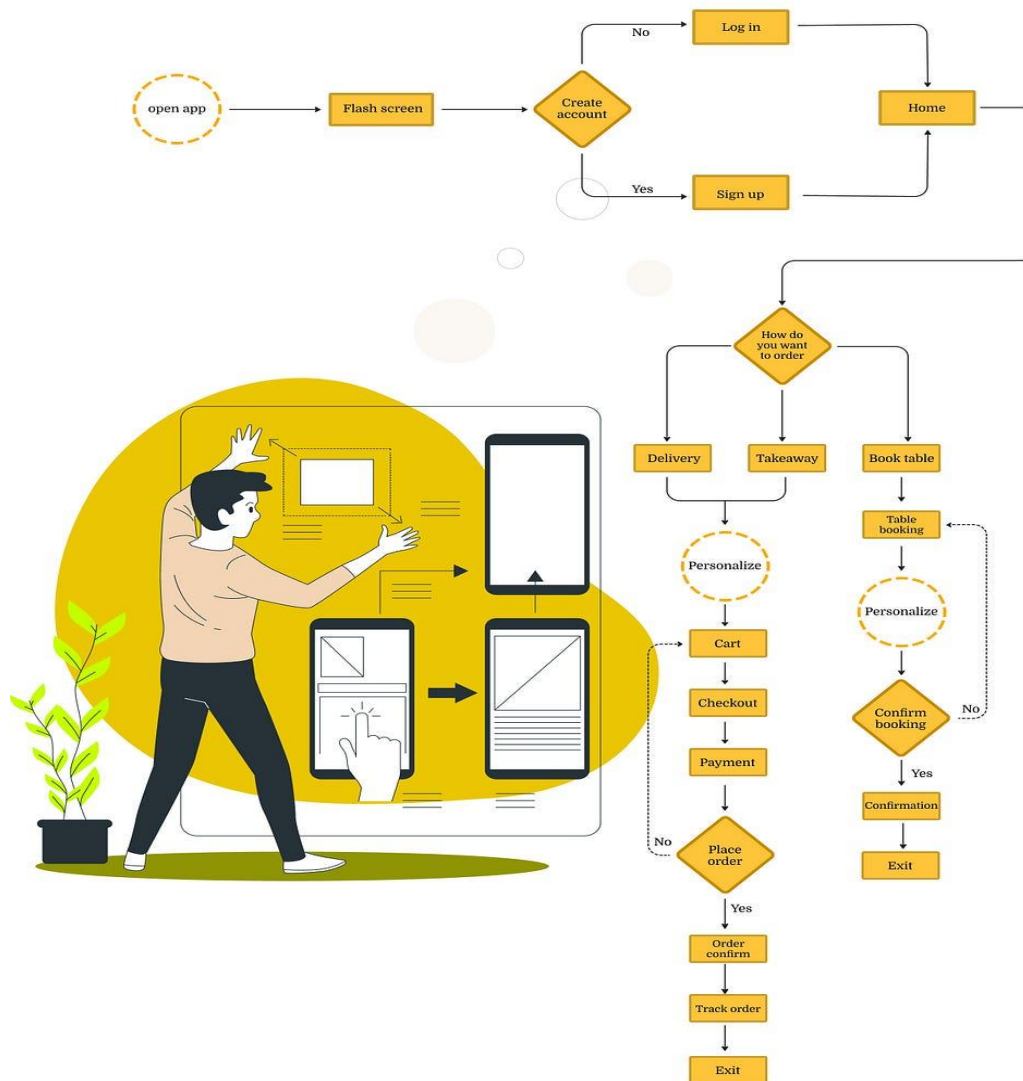 No
Log in
open app
Flash screen
Create
account
Home
Yes
Sign up
How do
you want
to order
Delivery
Takeaway
Book table
Table
booking
Personalize
Personalize
Cart
Checkout
Confirm
booking
No
Payment
Yes
Confirmation
No
Place
order
Exit
Yes
Order
confirm
Track order
Exit